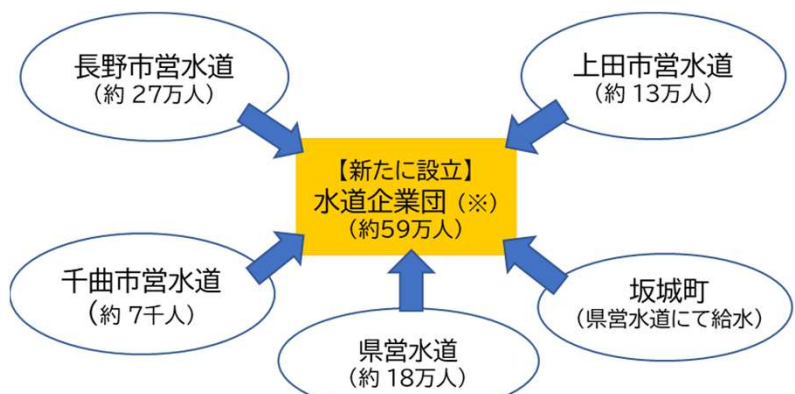 長野市営水道
（約 27万人）
上田市営水道
（約 13万人）
【新たに設立】
水道企業団（※）
（約59万人）
千曲市営水道
（約 7千人）
坂城町
（県営水道にて給水）
県営水道
（約 18万人）